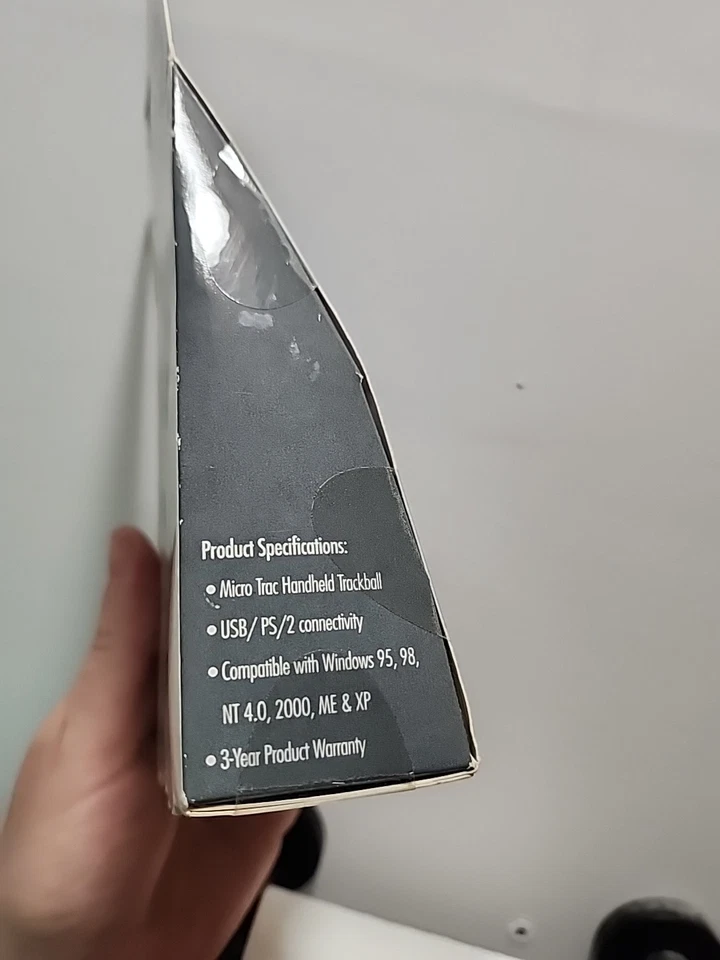 Product Specifications:
• Micro Trac Handheld Trackball
• USB/ PS/2 connectivity
• Compatible with Windows 95, 98,
NT 4.0, 2000, ME & XP
• 3-Year Product Warranty